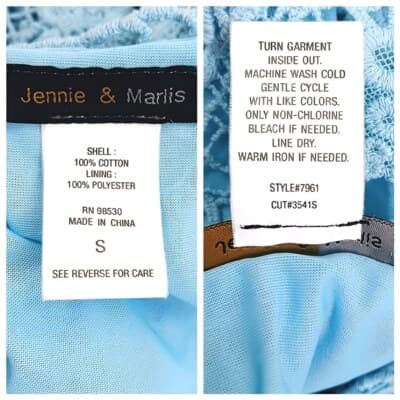 Jennie & Marlis
SHELL :
100% COTTON
LINING :
100% POLYESTER
RN 98530
MADE IN CHINA
S
SEE REVERSE FOR CARE
TURN GARMENT
INSIDE OUT.
MACHINE WASH COLD
GENTLE CYCLE
WITH LIKE COLORS.
ONLY NON-CHLORINE
BLEACH IF NEEDED.
LINE DRY.
WARM IRON IF NEEDED.
STYLE#7961
CUT#3541S